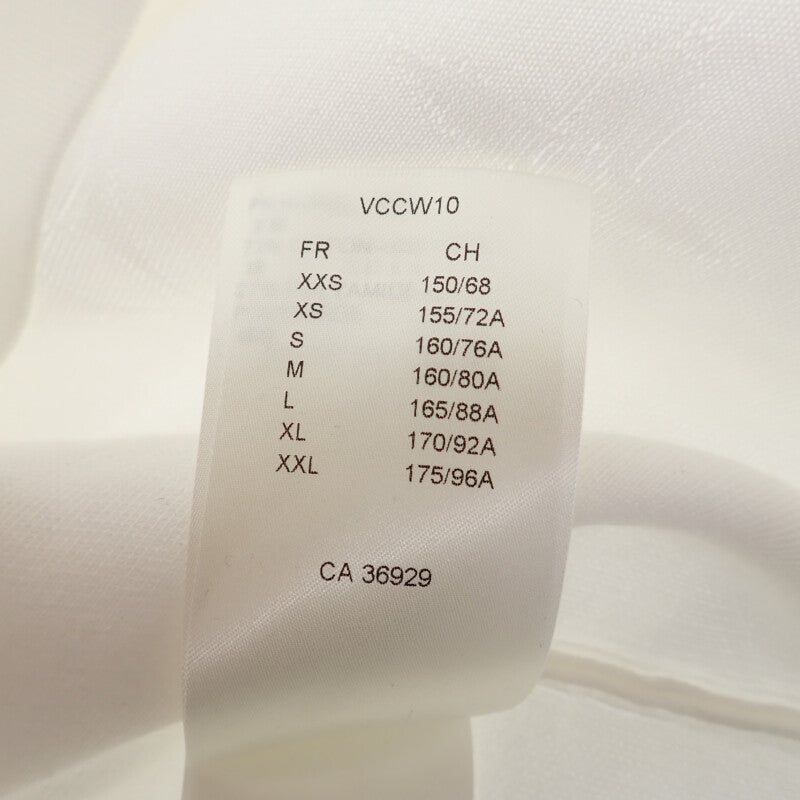 VCCW10
FR CH
XXS 150/68
XS 155/72A
S 160/76A
M 160/80A
L 165/88A
XL 170/92A
XXL 175/96A
CA 36929